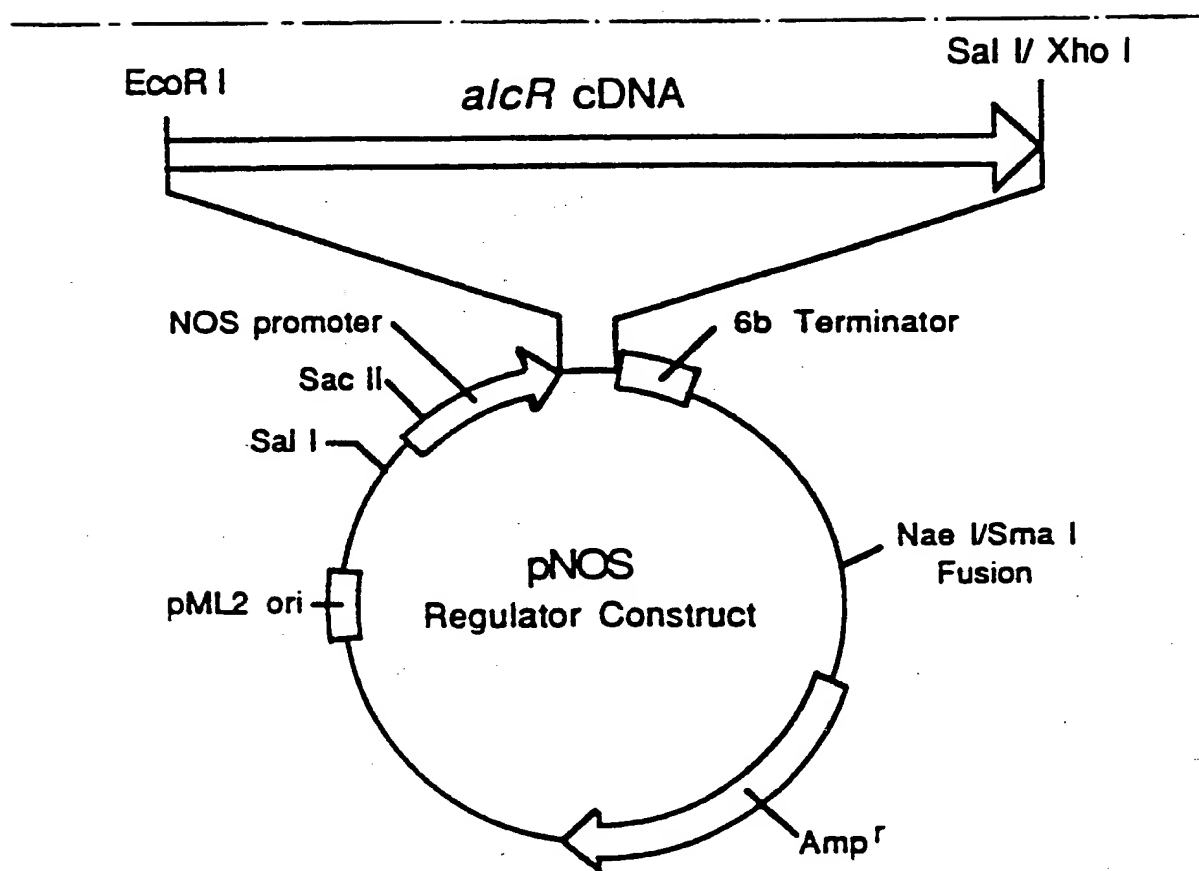 EcoR I
alcR cDNA
Sal I/ Xho I
NOS promoter
6b Terminator
Sac II
Sal I
Nae I/Sma I
Fusion
pNOS
Regulator Construct
pML2 ori
Amp r